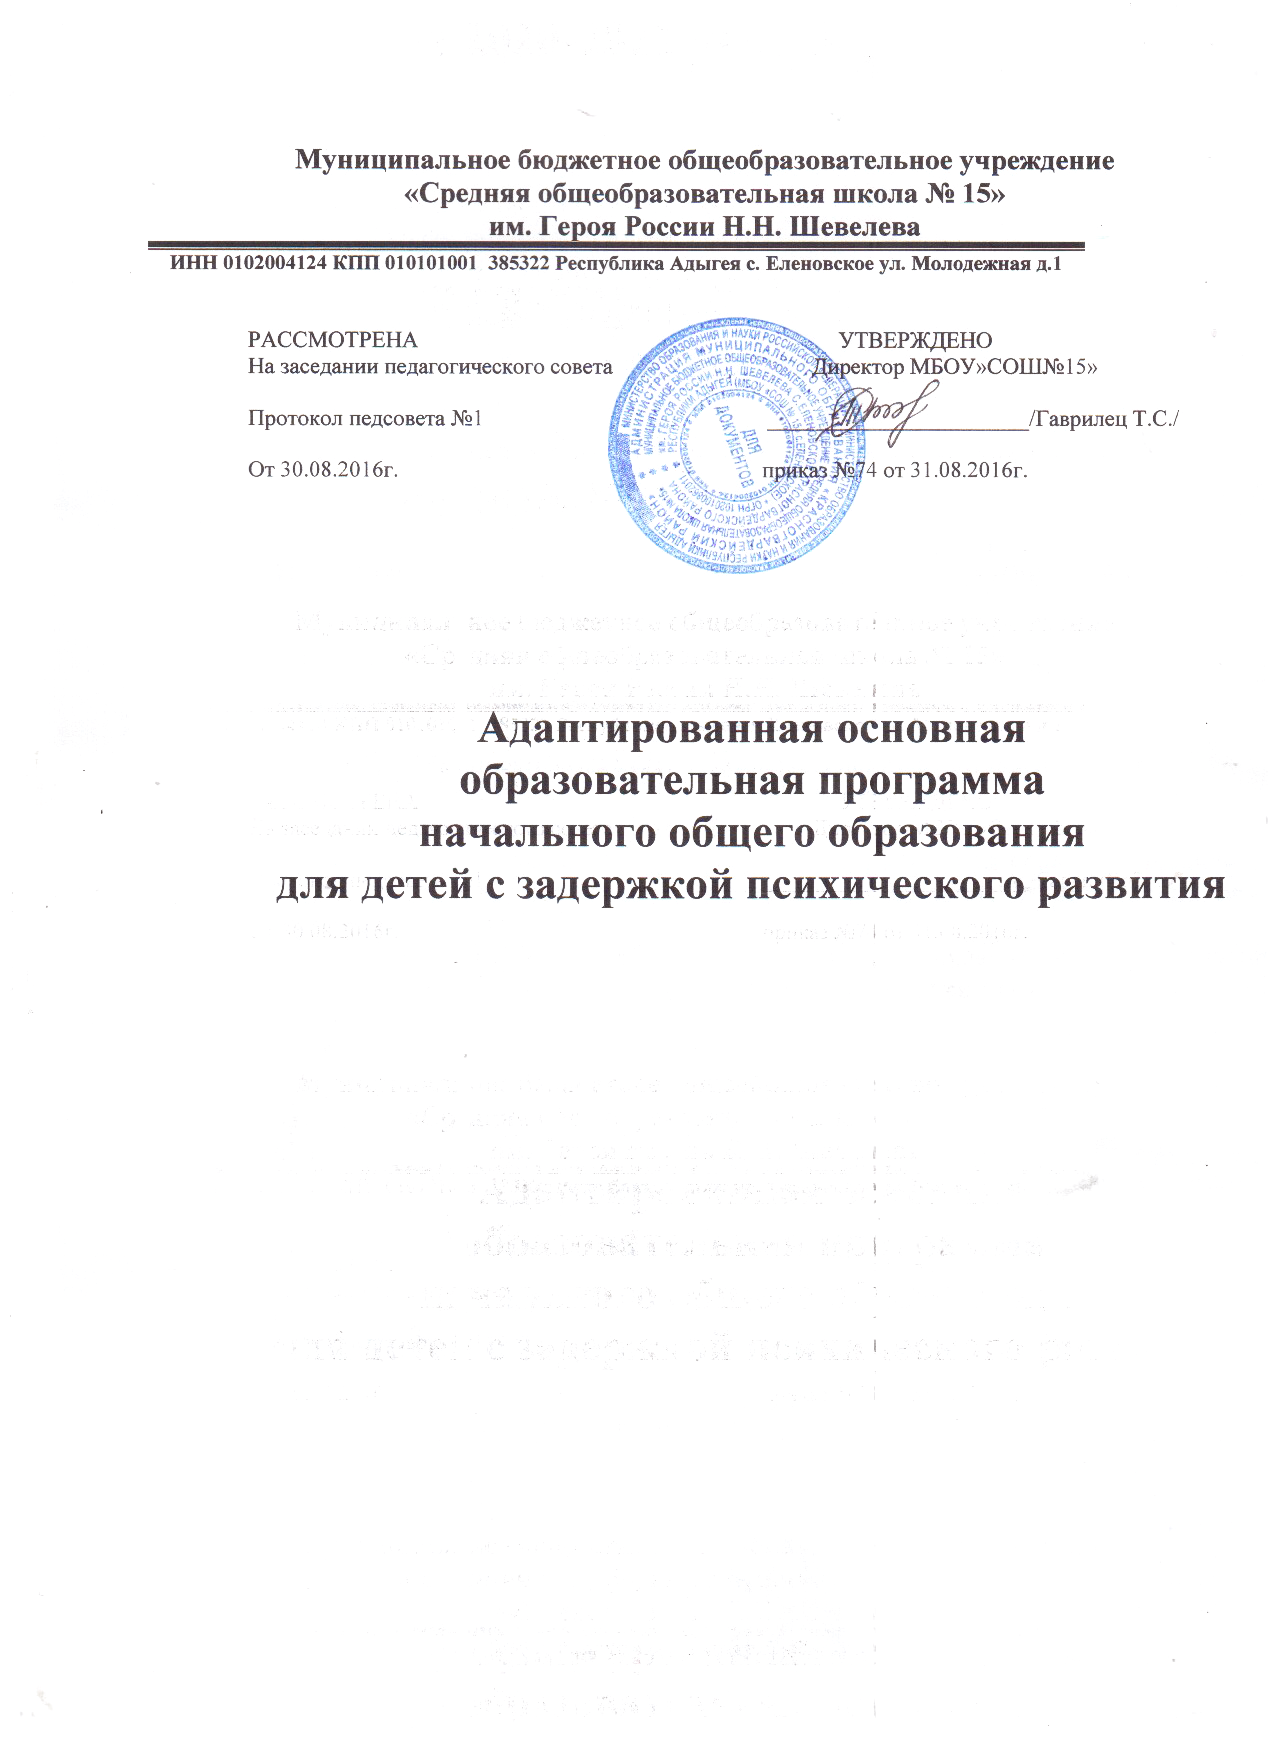 Муниципальное бюджетное общеобразовательное учреждение
«Средняя общеобразовательная школа № 15»
им. Героя России Н.Н. Шевелева
ИНН 0102004124 КПП 010101001 385322 Республика Адыгея с. Еленовское ул. Молодежная д.1
РАССМОТРЕНА УТВЕРЖДЕНО
На заседании педагогического совета Директор МБОУ»СОШ№15»
Протокол педсовета №1 /Гаврилец Т.С./
От 30.08.2016г. приказ №74 от 31.08.2016г.
ДЛЯ
ДОКУМЕНТОВ
Адаптированная основная
образовательная программа
начального общего образования
для детей с задержкой психического развития